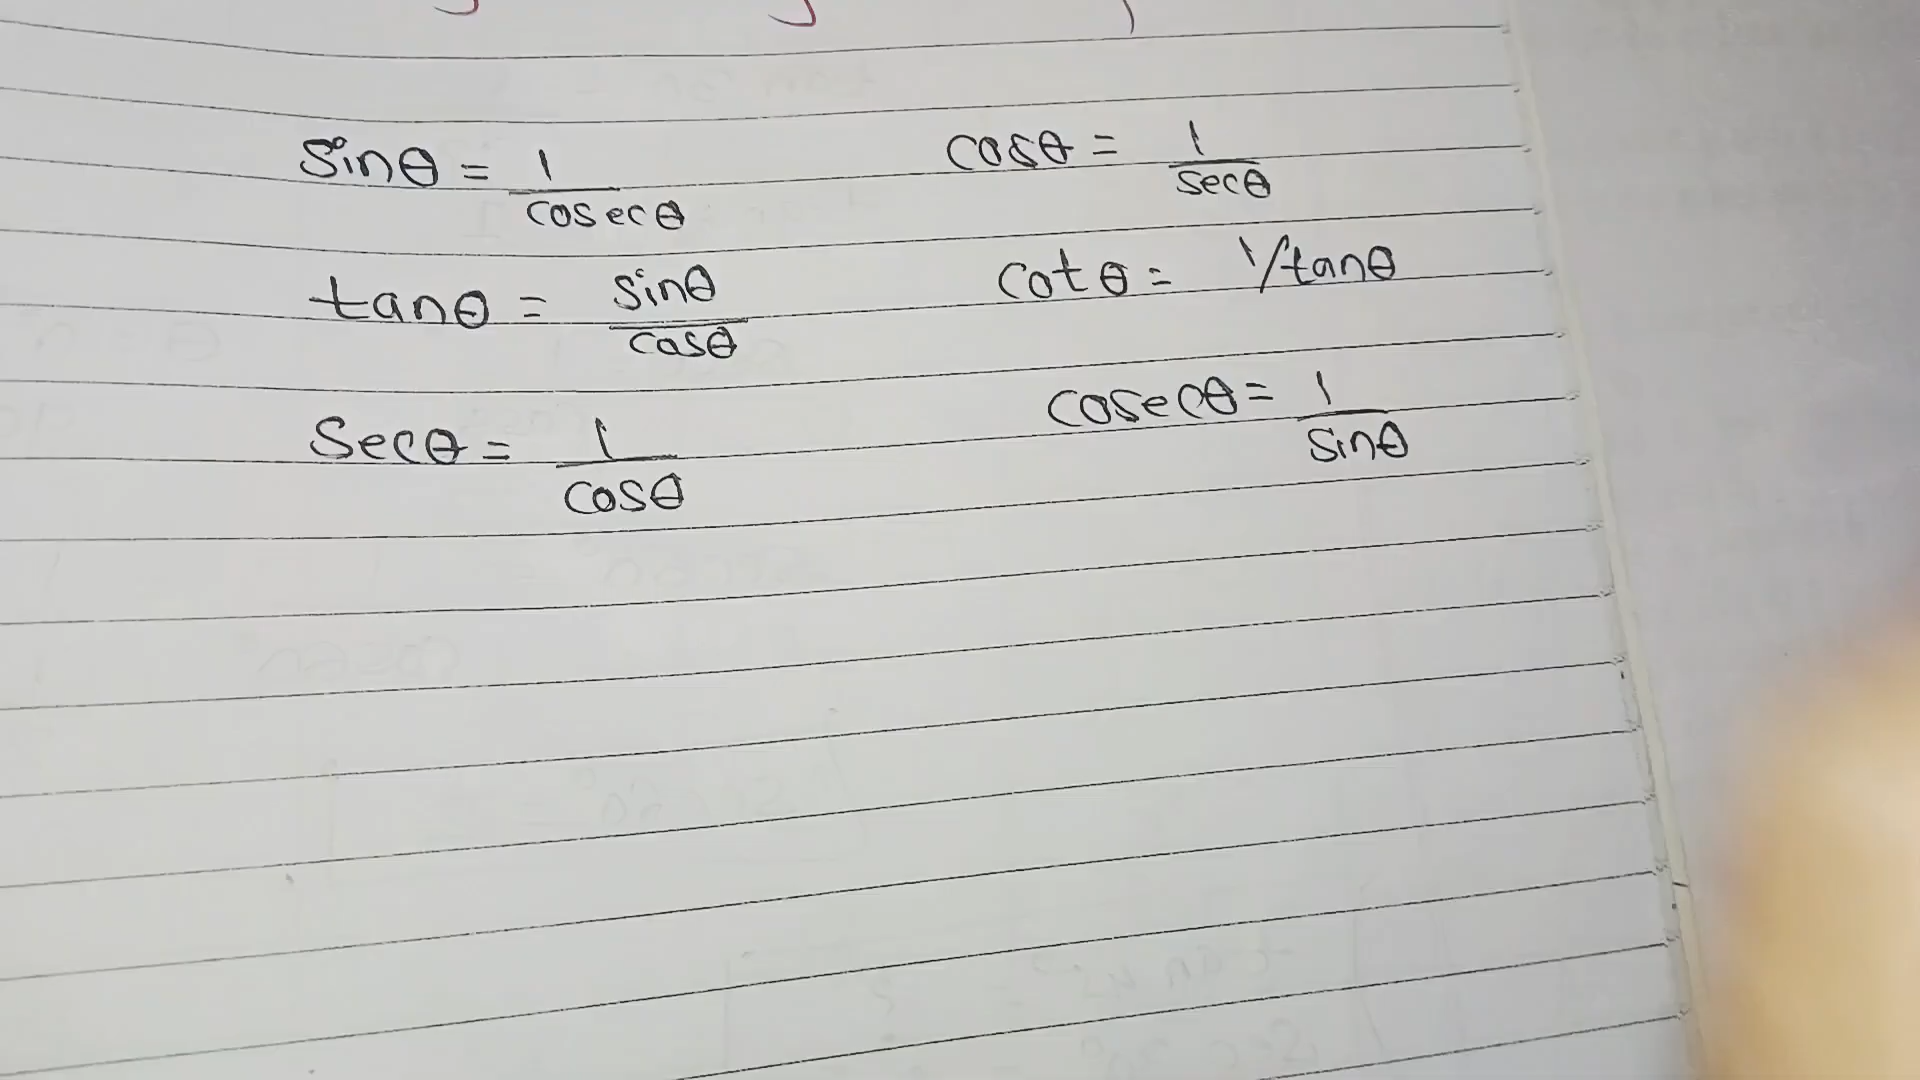 sinθ = 1/cosecθ cosθ = 1/secθ
tanθ = sinθ/cosθ cotθ = 1/tanθ
secθ = 1/cosθ cosecθ = 1/sinθ